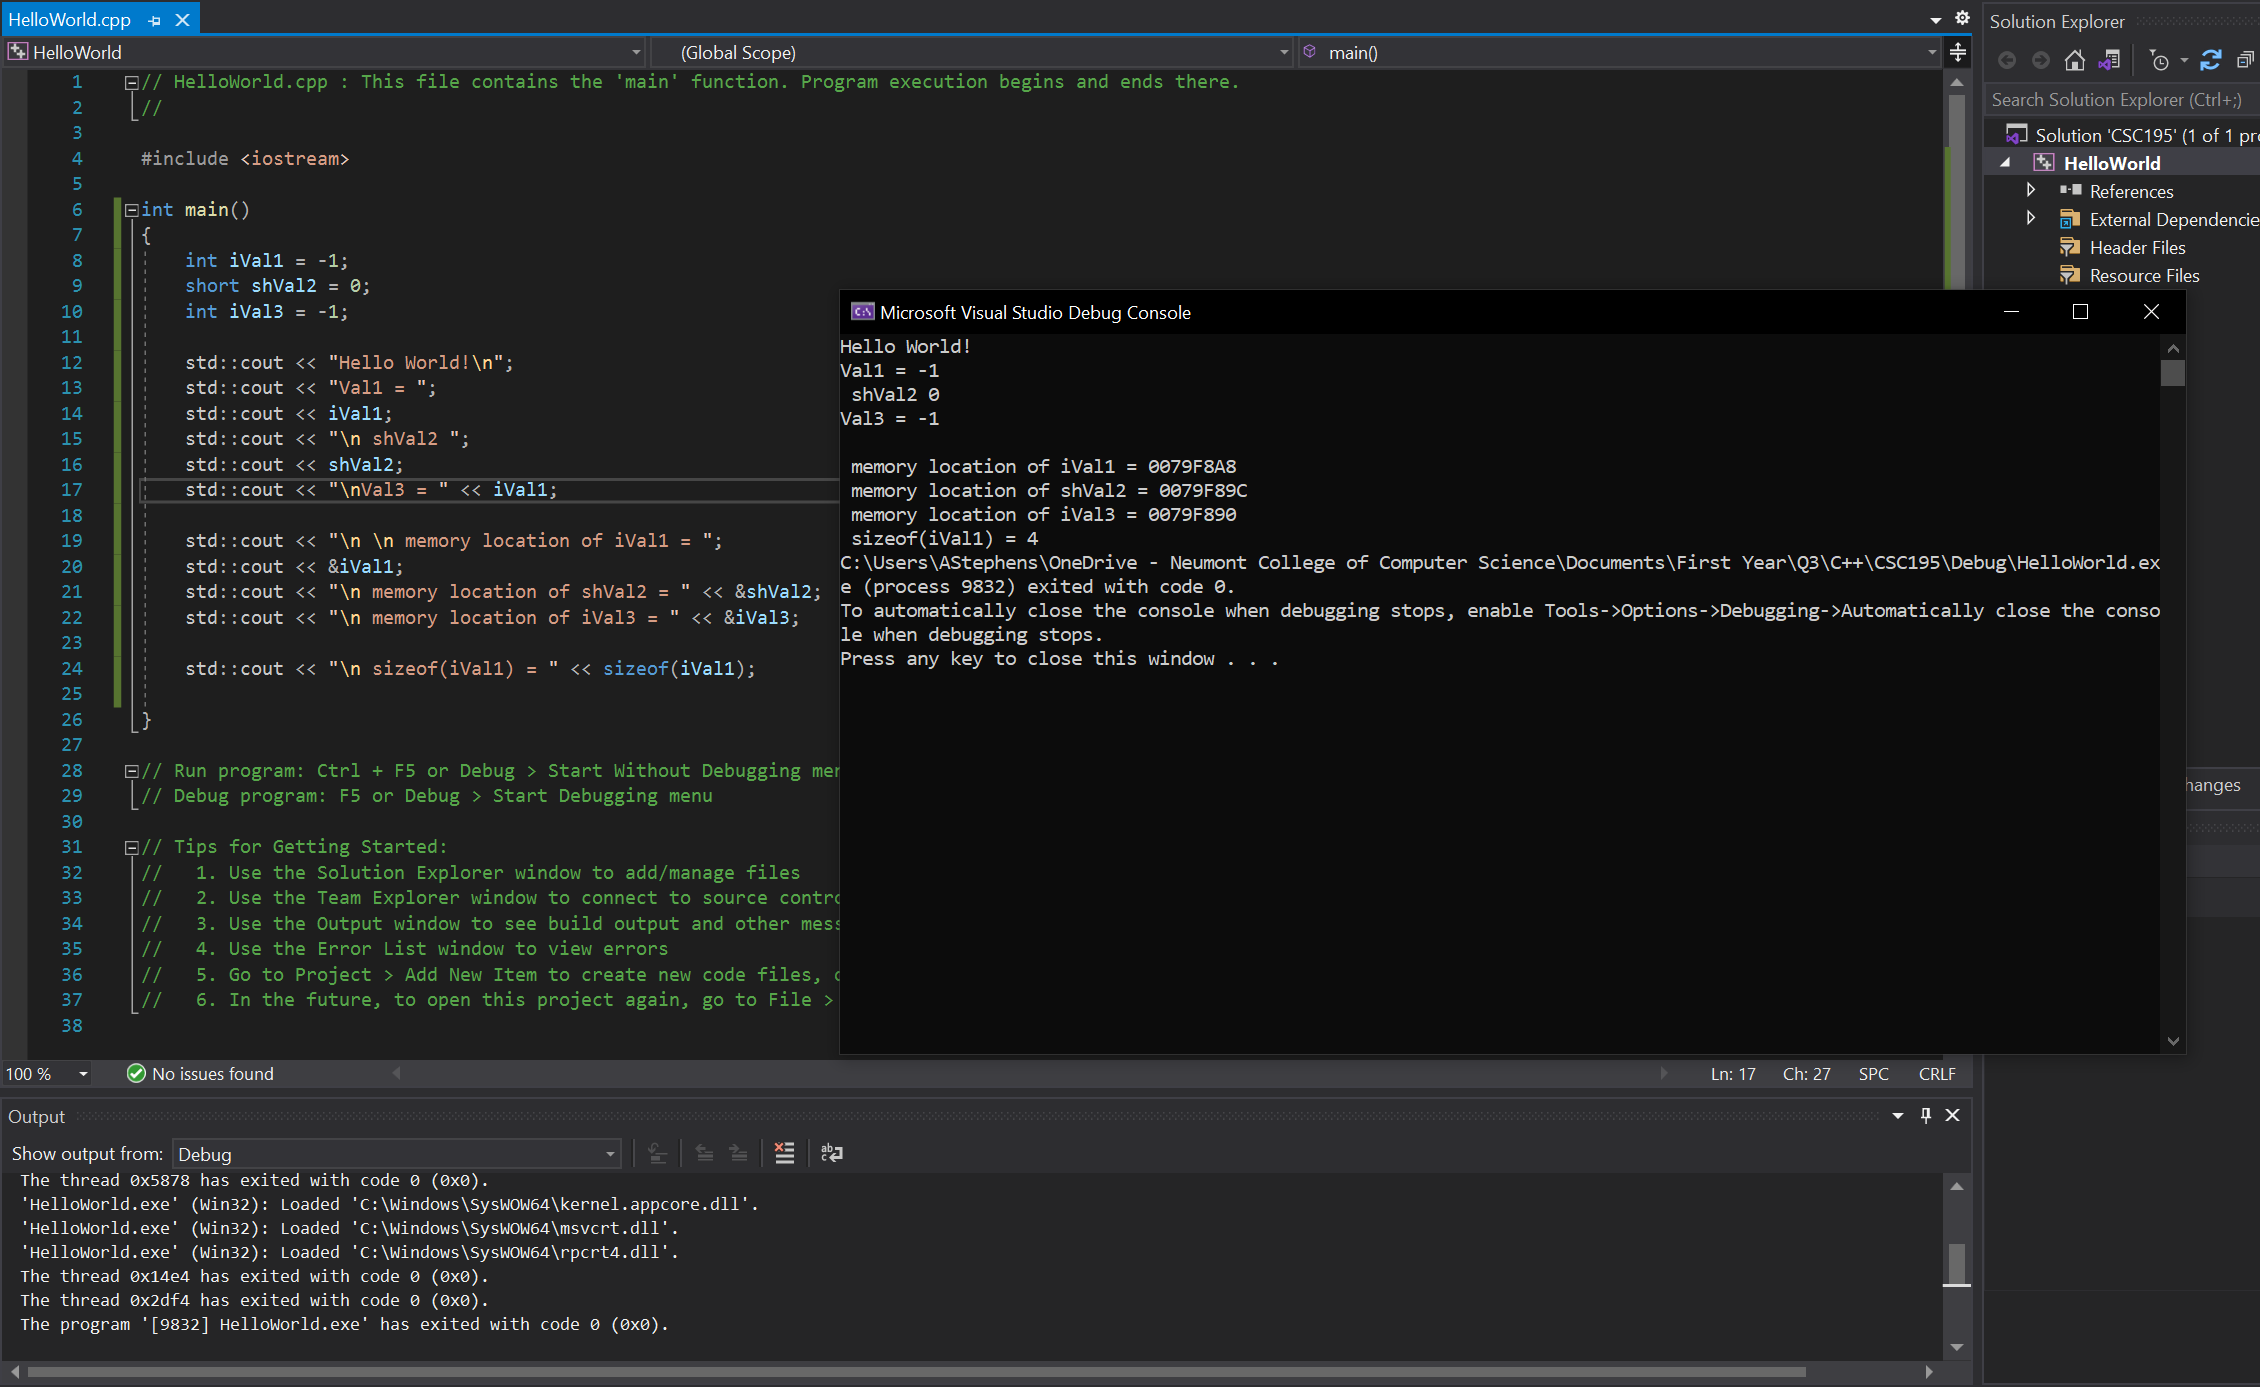 HelloWorld.cpp
HelloWorld
(Global Scope)
main()
1 // HelloWorld.cpp : This file contains the 'main' function. Program execution begins and ends there.
2 //
3
4 #include <iostream>
5
6 int main()
7 {
8 int iVal1 = -1;
9 short shVal2 = 0;
10 int iVal3 = -1;
11
12 std::cout << "Hello World!\n";
13 std::cout << "Val1 = ";
14 std::cout << iVal1;
15 std::cout << "\n shVal2 ";
16 std::cout << shVal2;
17 std::cout << "\nVal3 = " << iVal1;
18
19 std::cout << "\n \n memory location of iVal1 = ";
20 std::cout << &iVal1;
21 std::cout << "\n memory location of shVal2 = " << &shVal2;
22 std::cout << "\n memory location of iVal3 = " << &iVal3;
23
24 std::cout << "\n sizeof(iVal1) = " << sizeof(iVal1);
25
26 }
27
28 // Run program: Ctrl + F5 or Debug > Start Without Debugging men
29 // Debug program: F5 or Debug > Start Debugging menu
30
31 // Tips for Getting Started:
32 // 1. Use the Solution Explorer window to add/manage files
33 // 2. Use the Team Explorer window to connect to source contro
34 // 3. Use the Output window to see build output and other mess
35 // 4. Use the Error List window to view errors
36 // 5. Go to Project > Add New Item to create new code files, o
37 // 6. In the future, to open this project again, go to File >
38
Microsoft Visual Studio Debug Console
Hello World!
Val1 = -1
shVal2 0
Val3 = -1
memory location of iVal1 = 0079F8A8
memory location of shVal2 = 0079F89C
memory location of iVal3 = 0079F890
sizeof(iVal1) = 4
C:\Users\AStephens\OneDrive - Neumont College of Computer Science\Documents\First Year\Q3\C++\CSC195\Debug\HelloWorld.ex
e (process 9832) exited with code 0.
To automatically close the console when debugging stops, enable Tools->Options->Debugging->Automatically close the conso
le when debugging stops.
Press any key to close this window . . .
Solution Explorer
Search Solution Explorer (Ctrl+;)
Solution 'CSC195' (1 of 1 pro
HelloWorld
References
External Dependencie
Header Files
Resource Files
hanges
100 %
No issues found
Ln: 17 Ch: 27 SPC CRLF
Output
Show output from: Debug
The thread 0x5878 has exited with code 0 (0x0).
'HelloWorld.exe' (Win32): Loaded 'C:\Windows\SysWOW64\kernel.appcore.dll'.
'HelloWorld.exe' (Win32): Loaded 'C:\Windows\SysWOW64\msvcrt.dll'.
'HelloWorld.exe' (Win32): Loaded 'C:\Windows\SysWOW64\rpcrt4.dll'.
The thread 0x14e4 has exited with code 0 (0x0).
The thread 0x2df4 has exited with code 0 (0x0).
The program '[9832] HelloWorld.exe' has exited with code 0 (0x0).